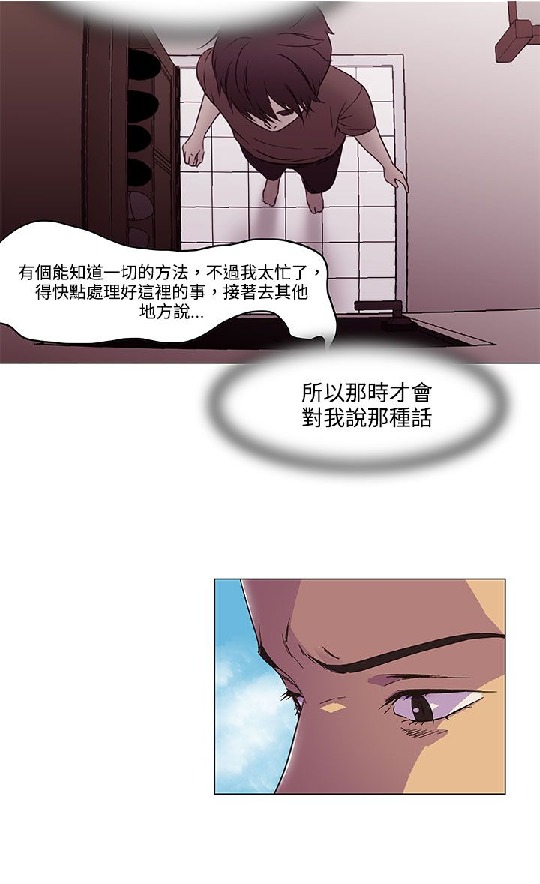 有個能知道一切的方法，不過我太忙了，
得快點處理好這裡的事，接著去其他
地方說...
所以那時才會
對我說那種話